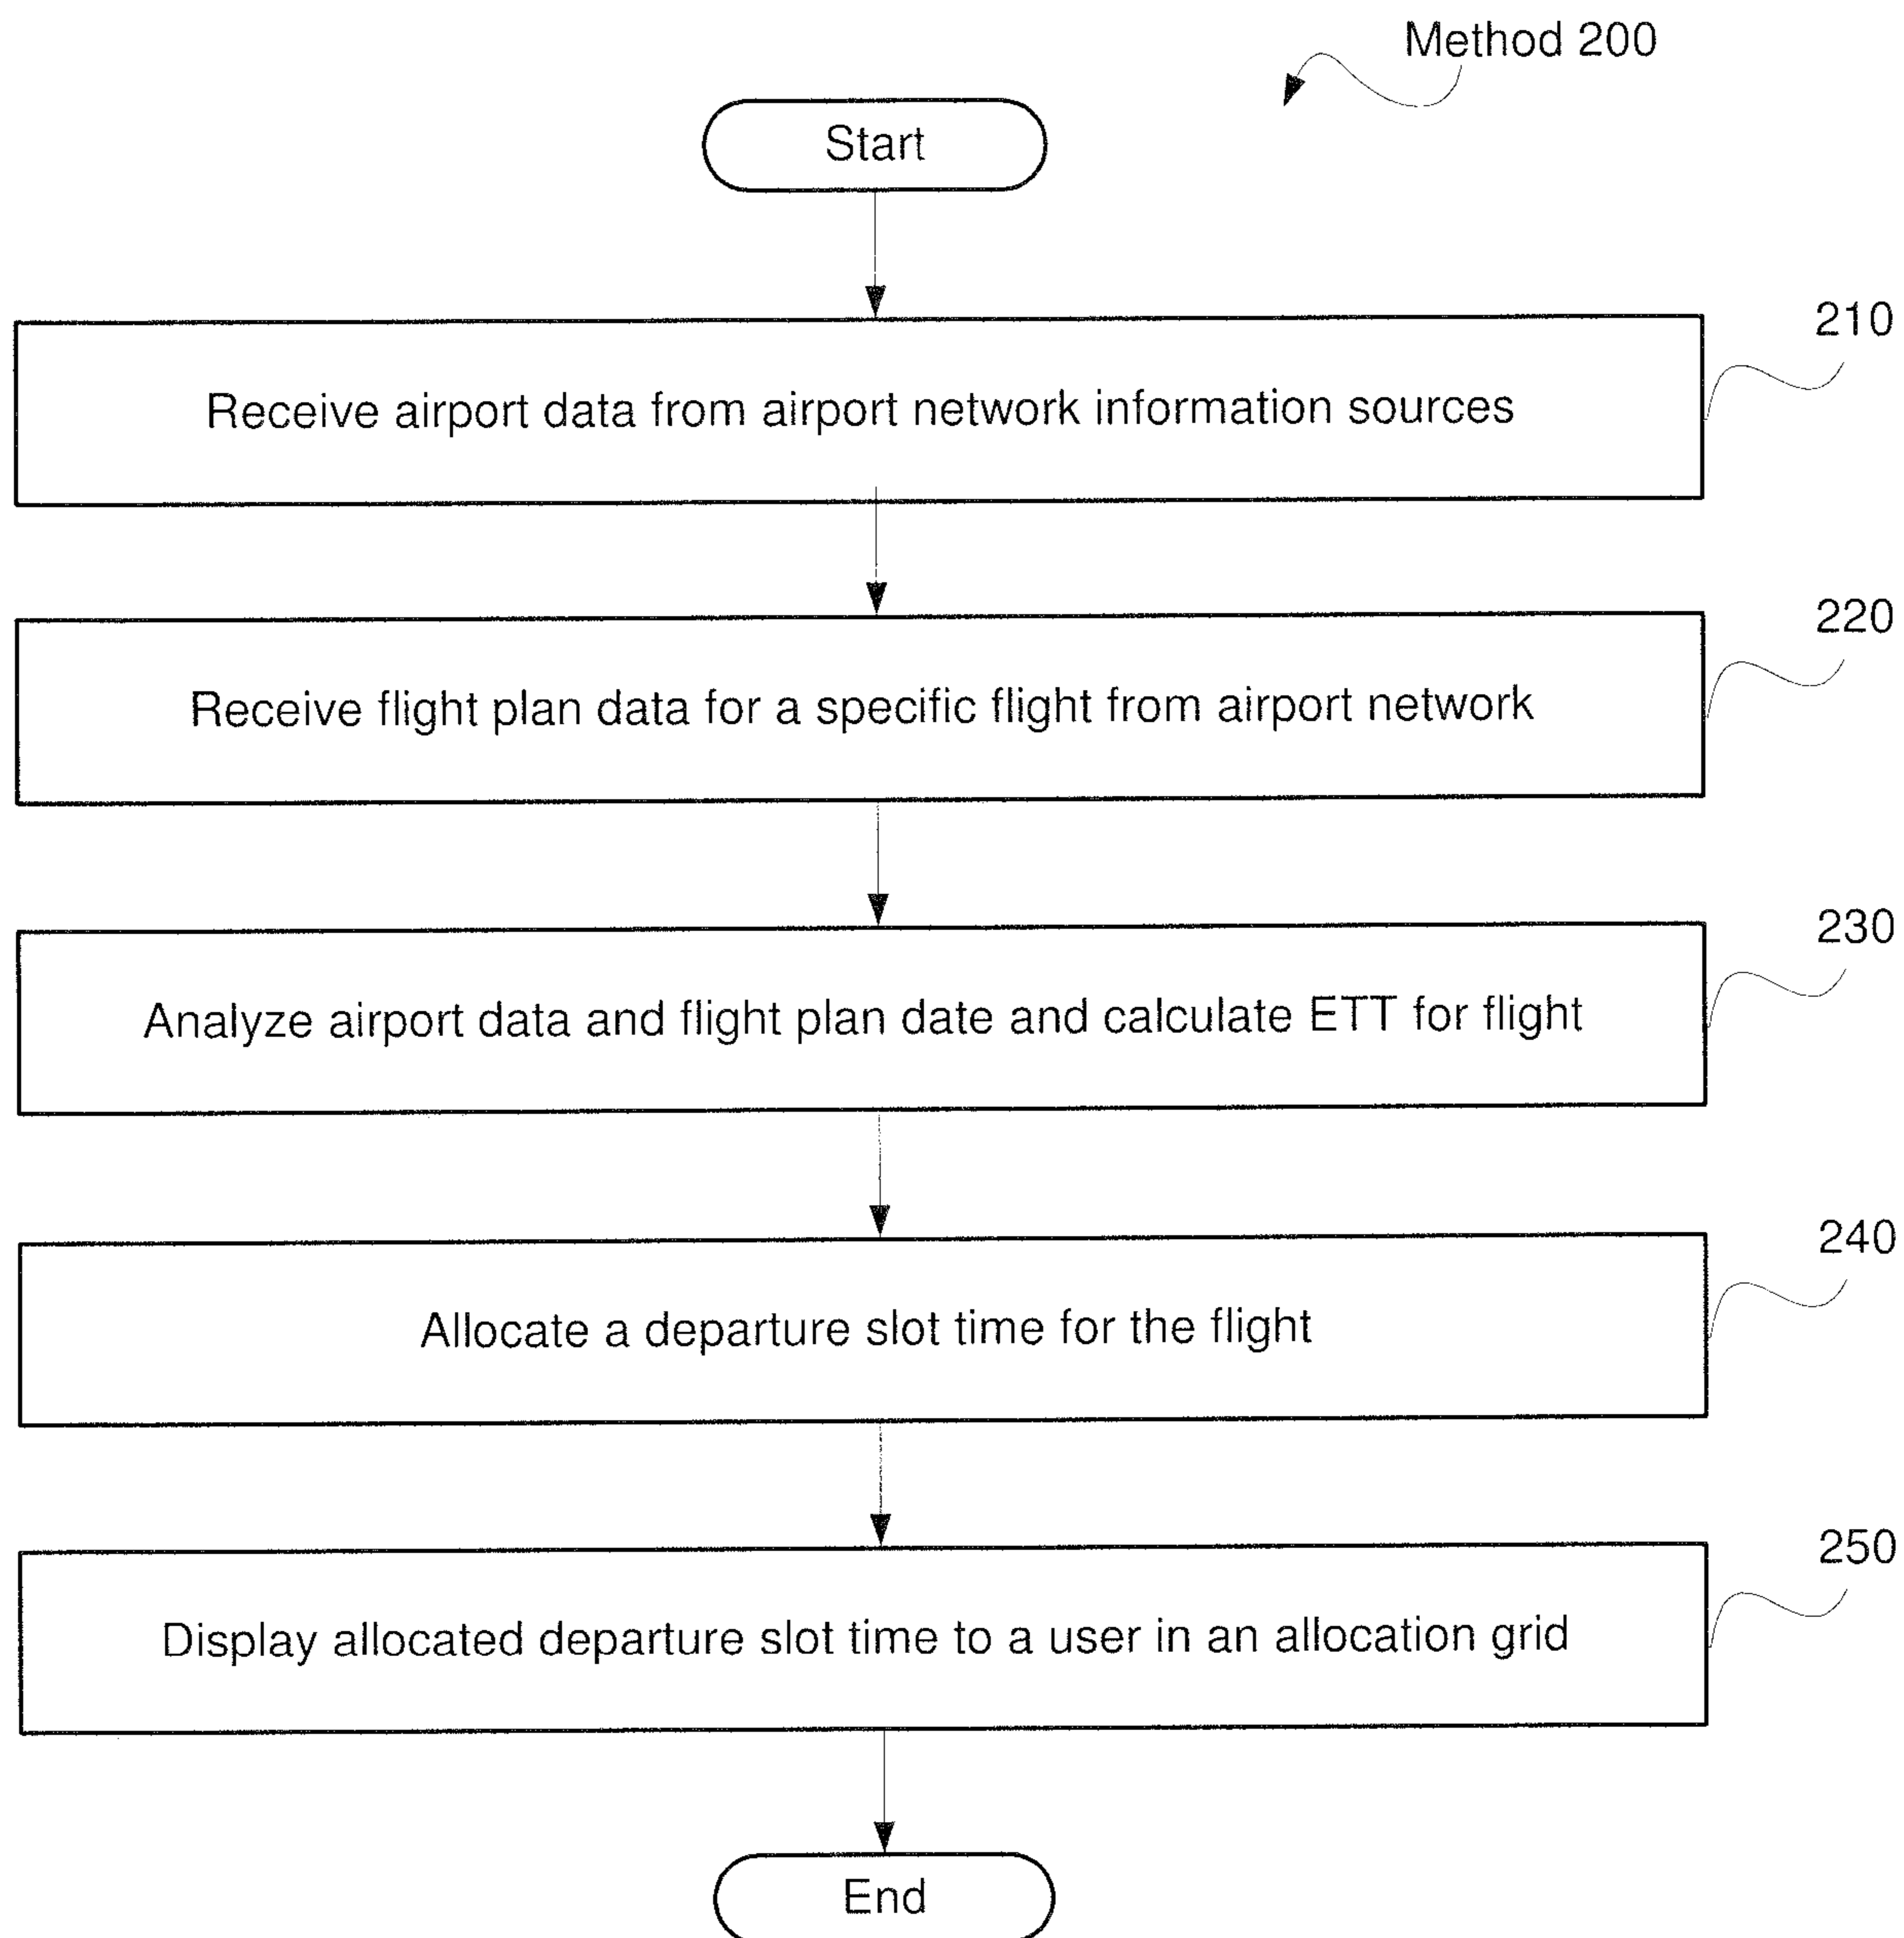 Method 200
Start
210
Receive airport data from airport network information sources
220
Receive flight plan data for a specific flight from airport network
230
Analyze airport data and flight plan date and calculate ETT for flight
240
Allocate a departure slot time for the flight
250
Display allocated departure slot time to a user in an allocation grid
End